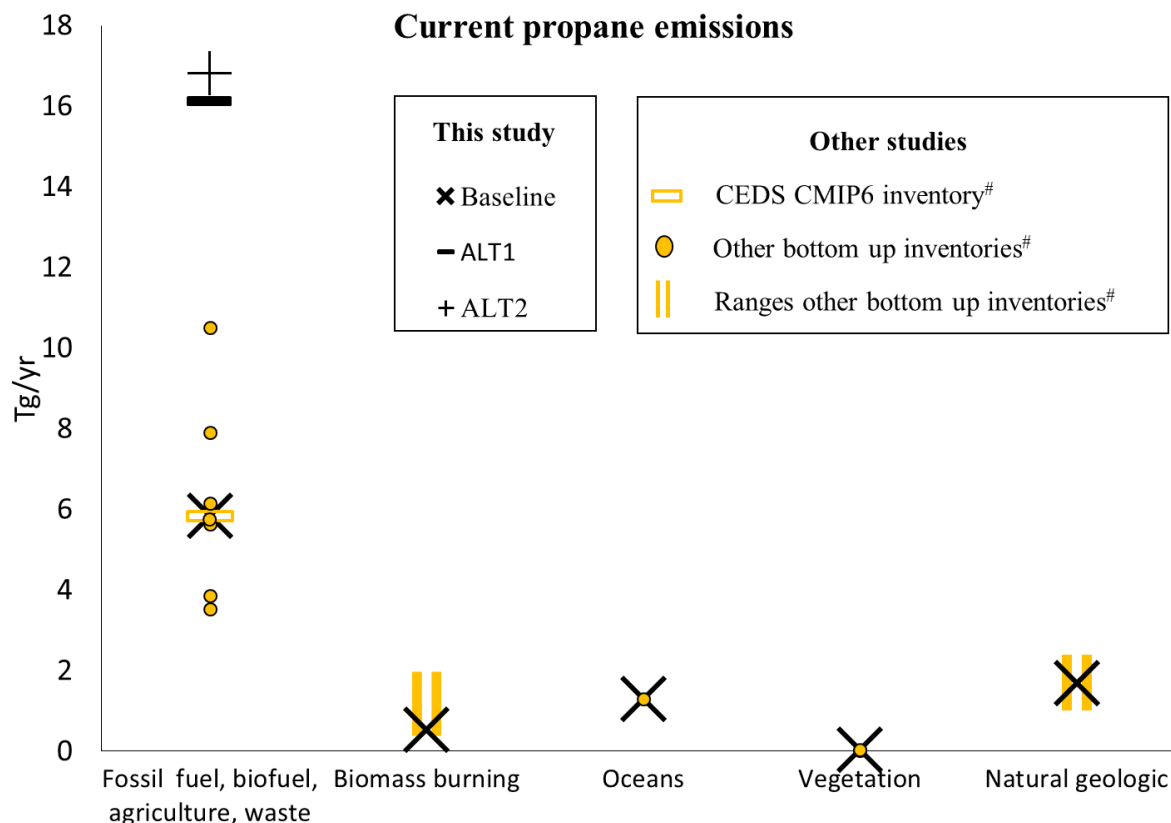 Current propane emissions
18
16
14
12
10
8
6
4
2
0
Tg/yr
This study
Baseline
ALT1
ALT2
Other studies
CEDS CMIP6 inventory#
Other bottom up inventories#
Ranges other bottom up inventories#
Fossil fuel, biofuel,
agriculture, waste
Biomass burning
Oceans
Vegetation
Natural geologic